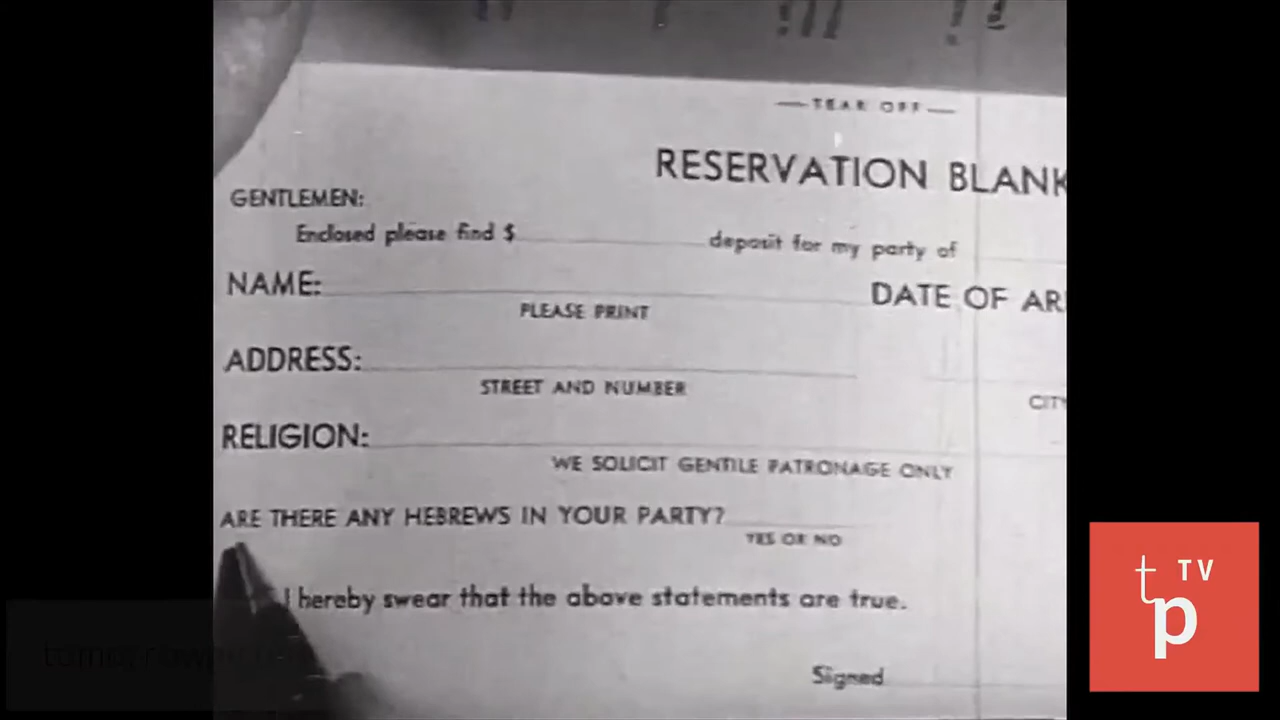 —TEAR OFF—
RESERVATION BLANK
GENTLEMEN:
Enclosed please find $ deposit for my party of
NAME: DATE OF AR
PLEASE PRINT
ADDRESS:
STREET AND NUMBER CITY
RELIGION:
WE SOLICIT GENTILE PATRONAGE ONLY
ARE THERE ANY HEBREWS IN YOUR PARTY?
YES OR NO
I hereby swear that the above statements are true.
Signed
tp TV